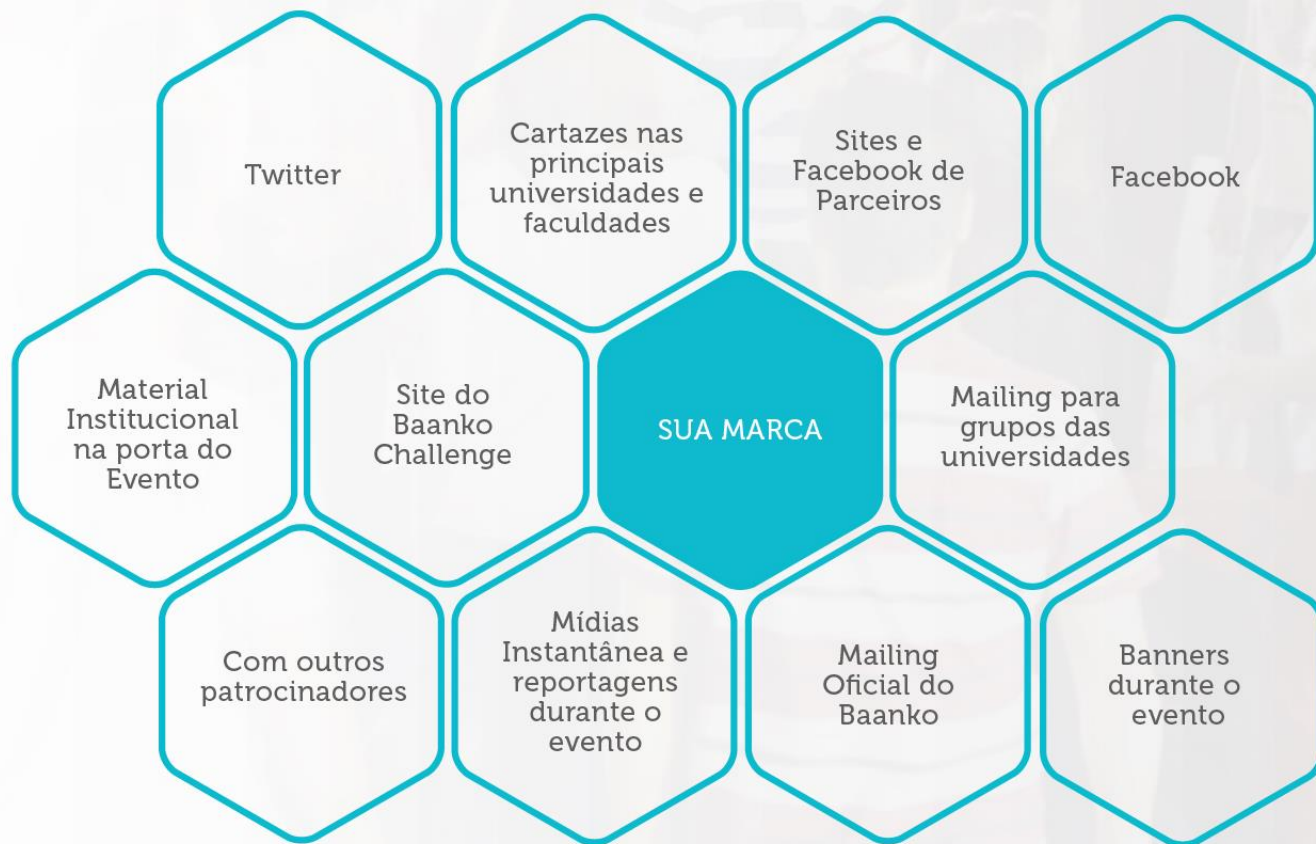 Twitter
Cartazes nas
principais
universidades e
faculdades
Sites e
Facebook de
Parceiros
Facebook
Material
Institucional
na porta do
Evento
Site do
Baanko
Challenge
SUA MARCA
Mailing para
grupos das
universidades
Com outros
patrocinadores
Mídias
Instantânea e
reportagens
durante o
evento
Mailing
Oficial do
Baanko
Banners
durante o
evento